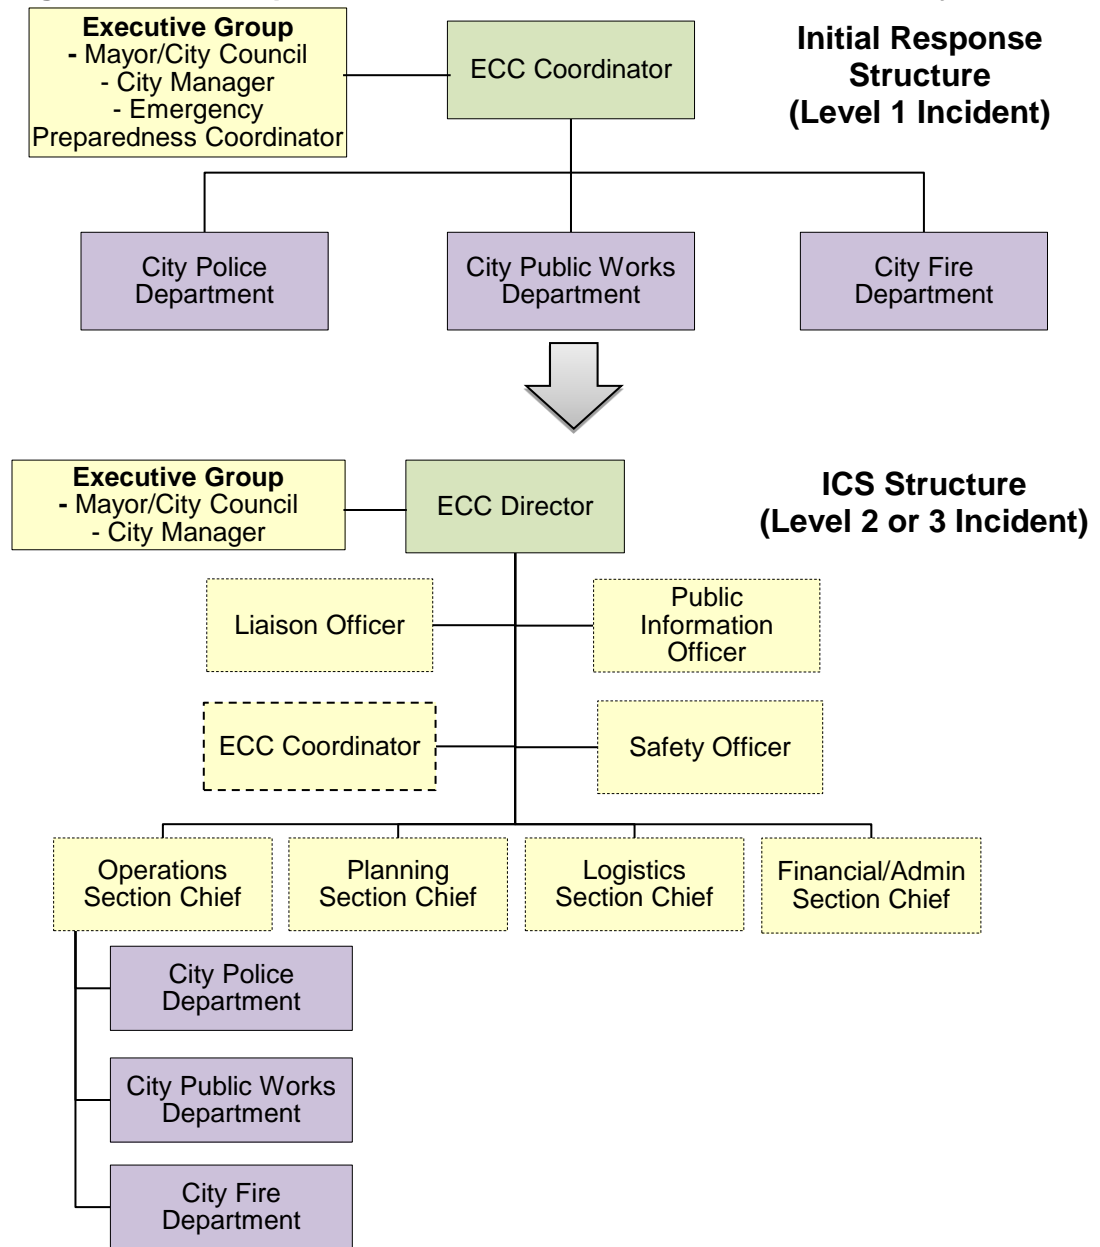 Executive Group
- Mayor/City Council
- City Manager
- Emergency
Preparedness Coordinator
ECC Coordinator
Initial Response
Structure
(Level 1 Incident)
City Police
Department
City Public Works
Department
City Fire
Department
Executive Group
- Mayor/City Council
- City Manager
ECC Director
ICS Structure
(Level 2 or 3 Incident)
Liaison Officer
Public
Information
Officer
ECC Coordinator
Safety Officer
Operations
Section Chief
Planning
Section Chief
Logistics
Section Chief
Financial/Admin
Section Chief
City Police
Department
City Public Works
Department
City Fire
Department